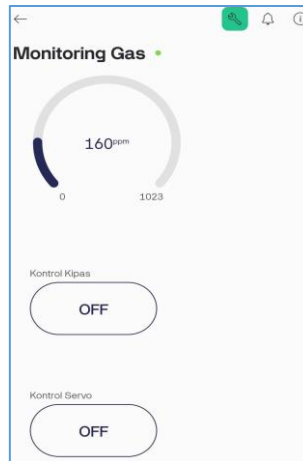 Monitoring Gas
160ppm
0 1023
Kontrol Kipas
OFF
Kontrol Servo
OFF